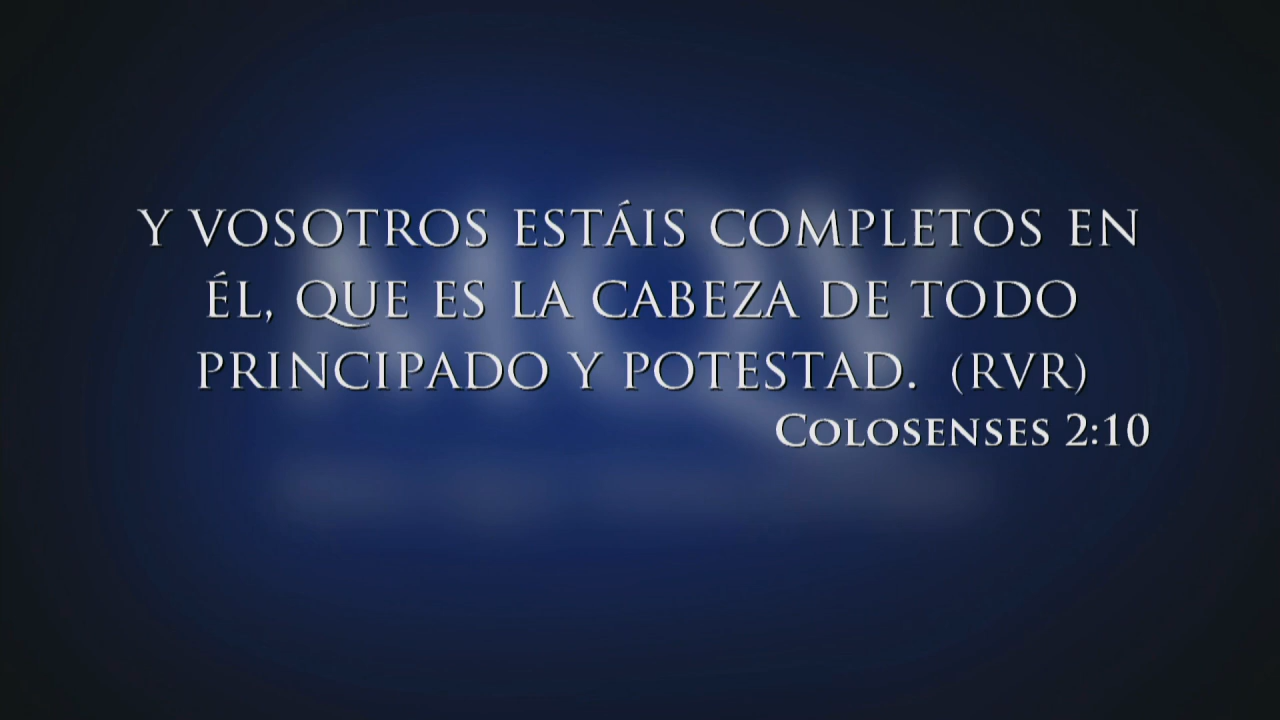 Y VOSOTROS ESTÁIS COMPLETOS EN
ÉL, QUE ES LA CABEZA DE TODO
PRINCIPADO Y POTESTAD. (RVR)
COLOSENSES 2:10